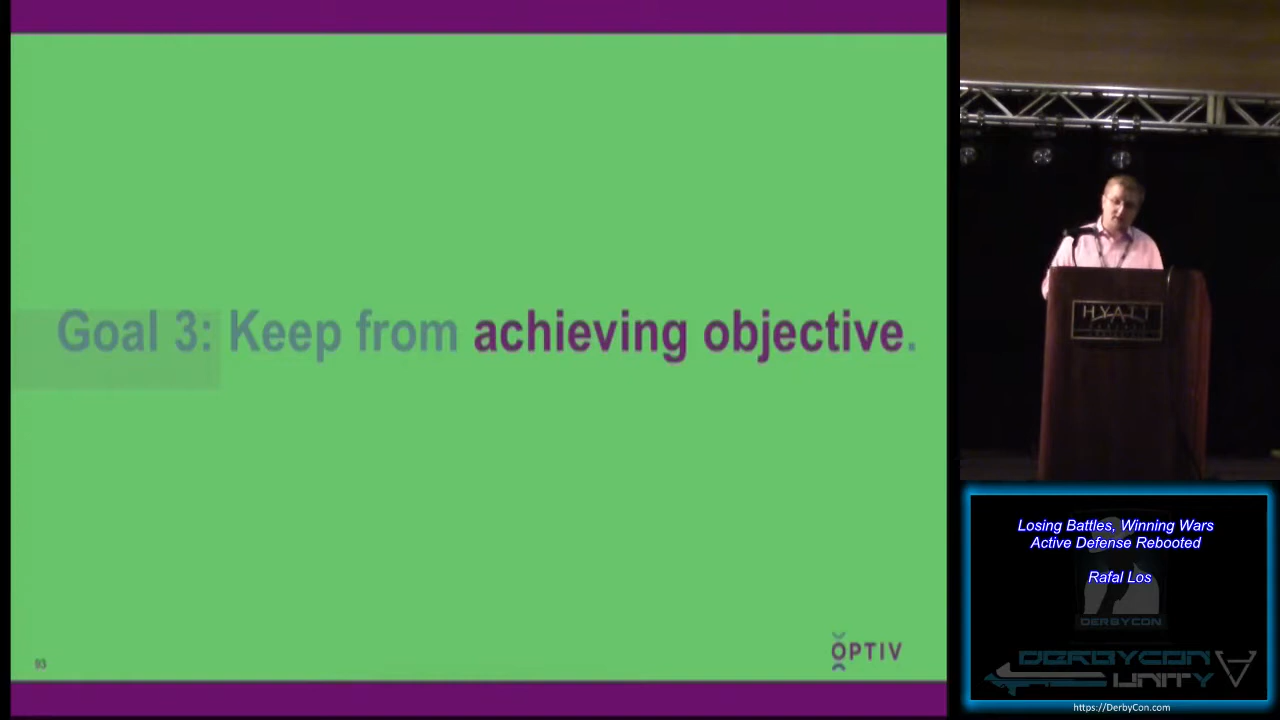 Goal 3: Keep from achieving objective.
93
OPTIV
HYATT
Losing Battles, Winning Wars
Active Defense Rebooted
Rafal Los
DERBYCON
DERBYCON
UNITY
https://DerbyCon.com